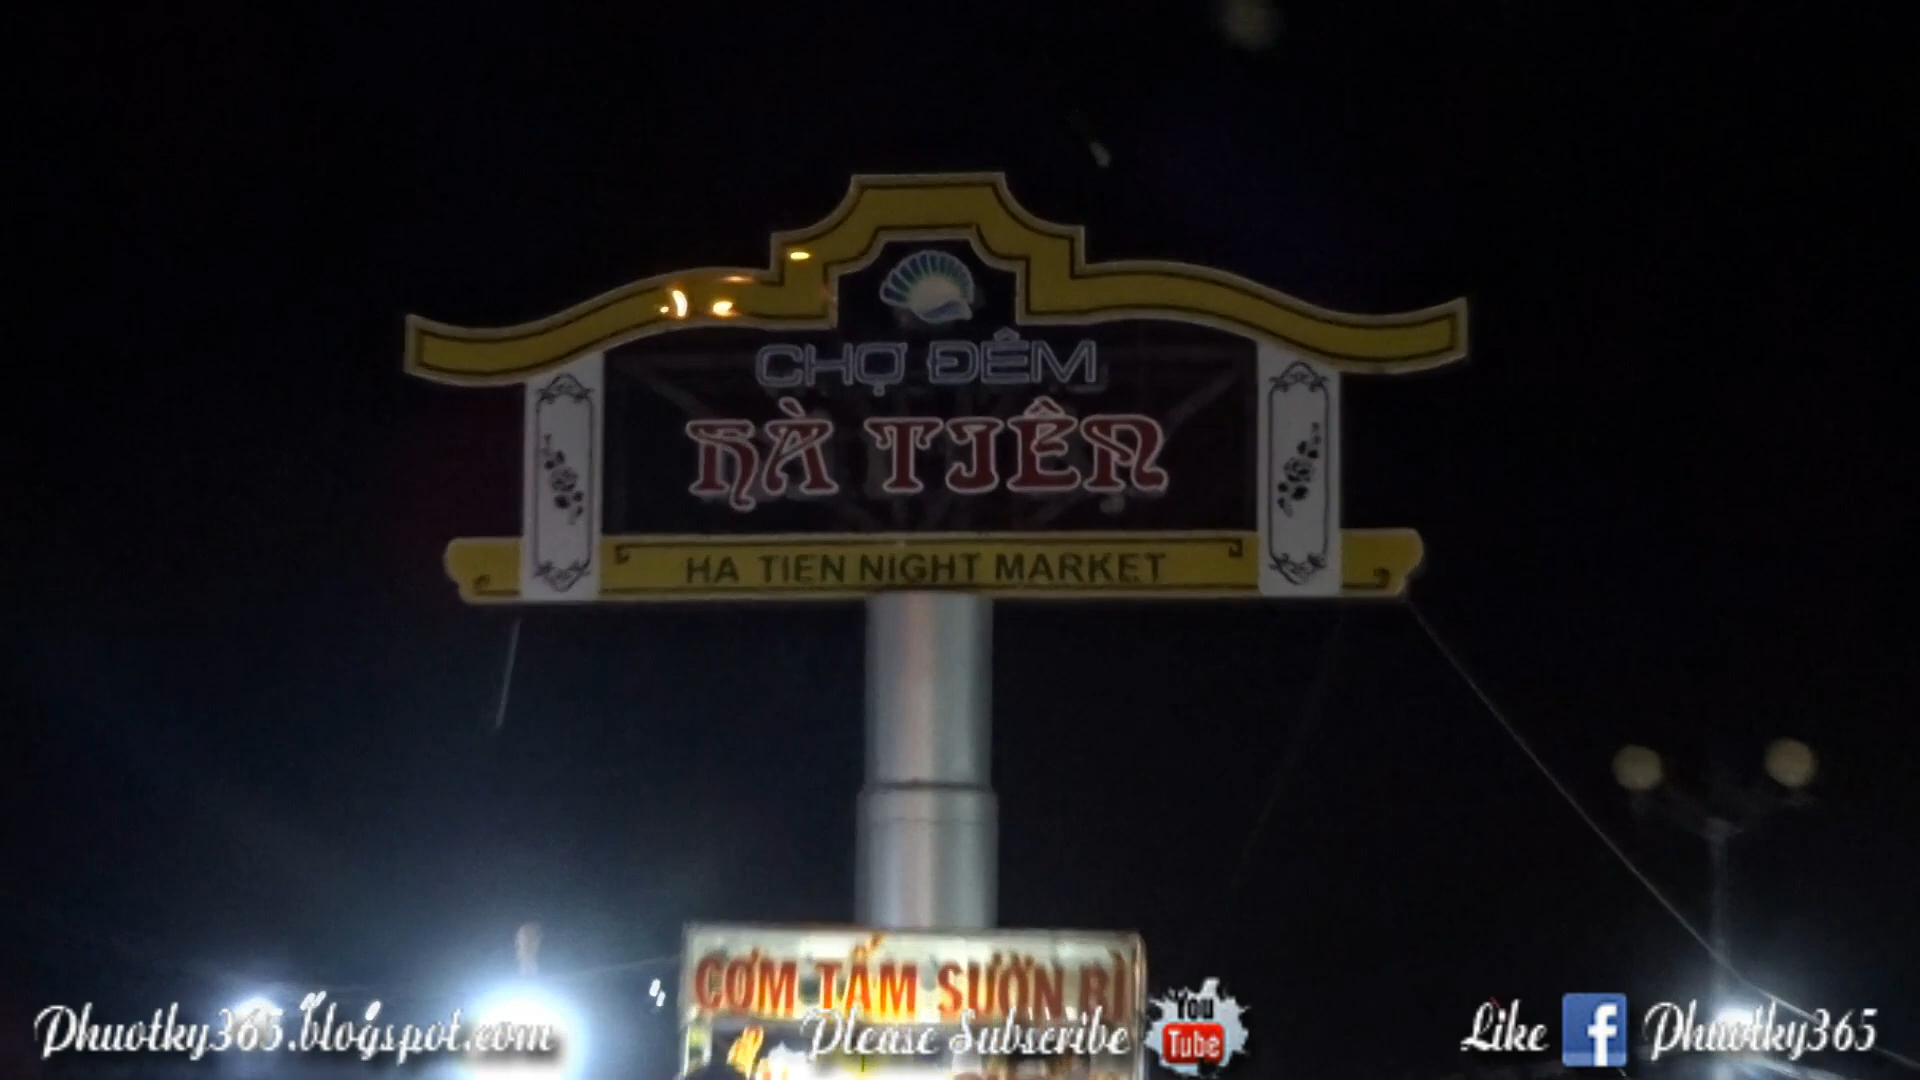 CHỢ ĐÊM
HÀ TIÊN
HA TIEN NIGHT MARKET
CƠM TẤM SƯỜN BÌ
Phuotky365.blogspot.com
Please Subscribe
You
Tube
Like f Phuotky365